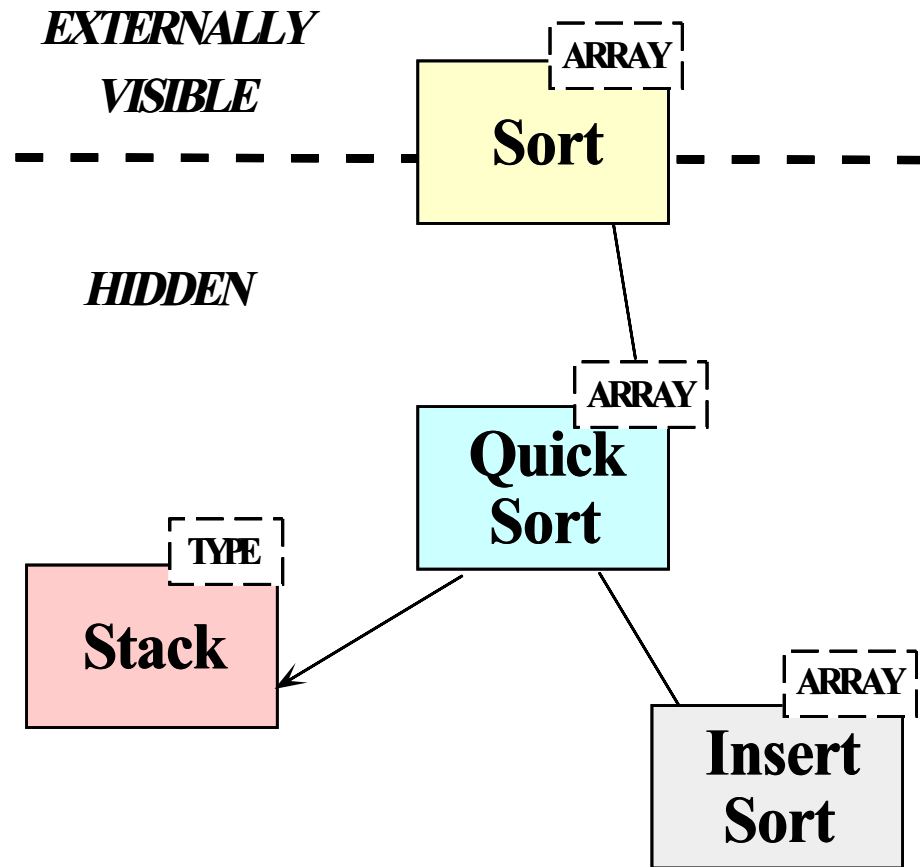 EXTERNALLY
VISIBLE
ARRAY
Sort
HIDDEN
ARRAY
Quick
Sort
TYPE
Stack
ARRAY
Insert
Sort